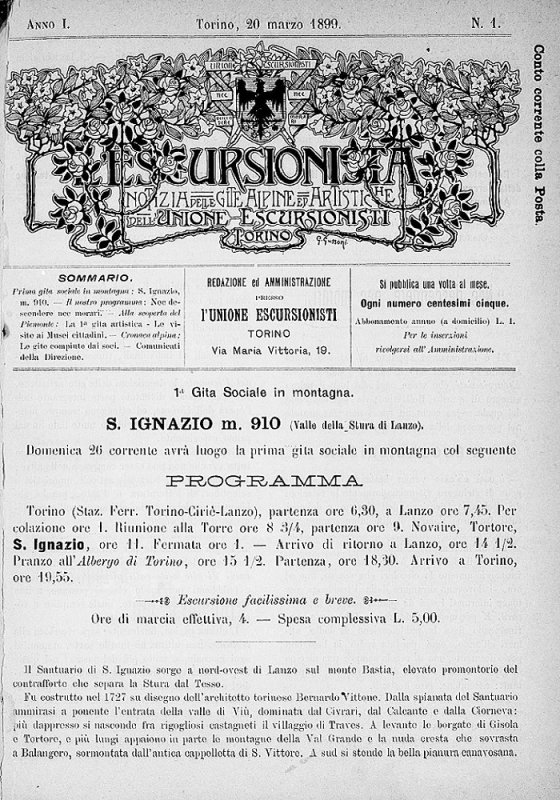 ANNO I. Torino, 20 marzo 1899. N. 1.
Conto corrente colla Posta.
UNIONE ESCURSIONISTI
NEC NEC
ESCURSIONISTA
NOTIZIA DELLE GITE ALPINE ED ARTISTICHE
DELL'UNIONE ESCURSIONISTI
TORINO
SOMMARIO.
Prima gita sociale in montagna: S. Ignazio,
m. 910. — Il nostro programma: Nec de-
scendere nec morari. — Alla scoperta del
Piemonte: La 1ª gita artistica - Le vi-
site ai Musei cittadini. — Cronaca alpina:
Le gite compiute dai soci. — Comunicati
della Direzione.
REDAZIONE ed AMMINISTRAZIONE
PRESSO
l'UNIONE ESCURSIONISTI
TORINO
Via Maria Vittoria, 19.
Si pubblica una volta al mese.
Ogni numero centesimi cinque.
Abbonamento annuo (a domicilio) L. 1.
Per le inserzioni
rivolgersi all'Amministrazione.
1ª Gita Sociale in montagna.
S. IGNAZIO m. 910 (Valle della Stura di Lanzo).
Domenica 26 corrente avrà luogo la prima gita sociale in montagna col seguente
PROGRAMMA
Torino (Staz. Ferr. Torino-Ciriè-Lanzo), partenza ore 6,30, a Lanzo ore 7,45. Per
colazione ore 1. Riunione alla Torre ore 8 3/4, partenza ore 9. Novaire, Tortore,
S. Ignazio, ore 11. Fermata ore 1. — Arrivo di ritorno a Lanzo, ore 14 1/2.
Pranzo all'Albergo di Torino, ore 15 1/2. Partenza, ore 18,30. Arrivo a Torino,
ore 19,55.
Escursione facilissima e breve.
Ore di marcia effettiva, 4. — Spesa complessiva L. 5,00.
Il Santuario di S. Ignazio sorge a nord-ovest di Lanzo sul monte Bastia, elevato promontorio del
contrafforte che separa la Stura dal Tesso.
Fu costrutto nel 1727 su disegno dell'architetto torinese Bernardo Vittone. Dalla spianata del Santuario
ammirasi a ponente l'entrata della valle di Viù, dominata dal Civrari, dal Calcante e dalla Ciorneva:
più dappresso si nasconde fra rigogliosi castagneti il villaggio di Traves. A levante le borgate di Gisola
e Tortore, e più lungi appaiono in parte le montagne della Val Grande e la nuda cresta che sovrasta
a Balangero, sormontata dall'antica cappelletta di S. Vittore. A sud si stende la bella pianura canavesana.